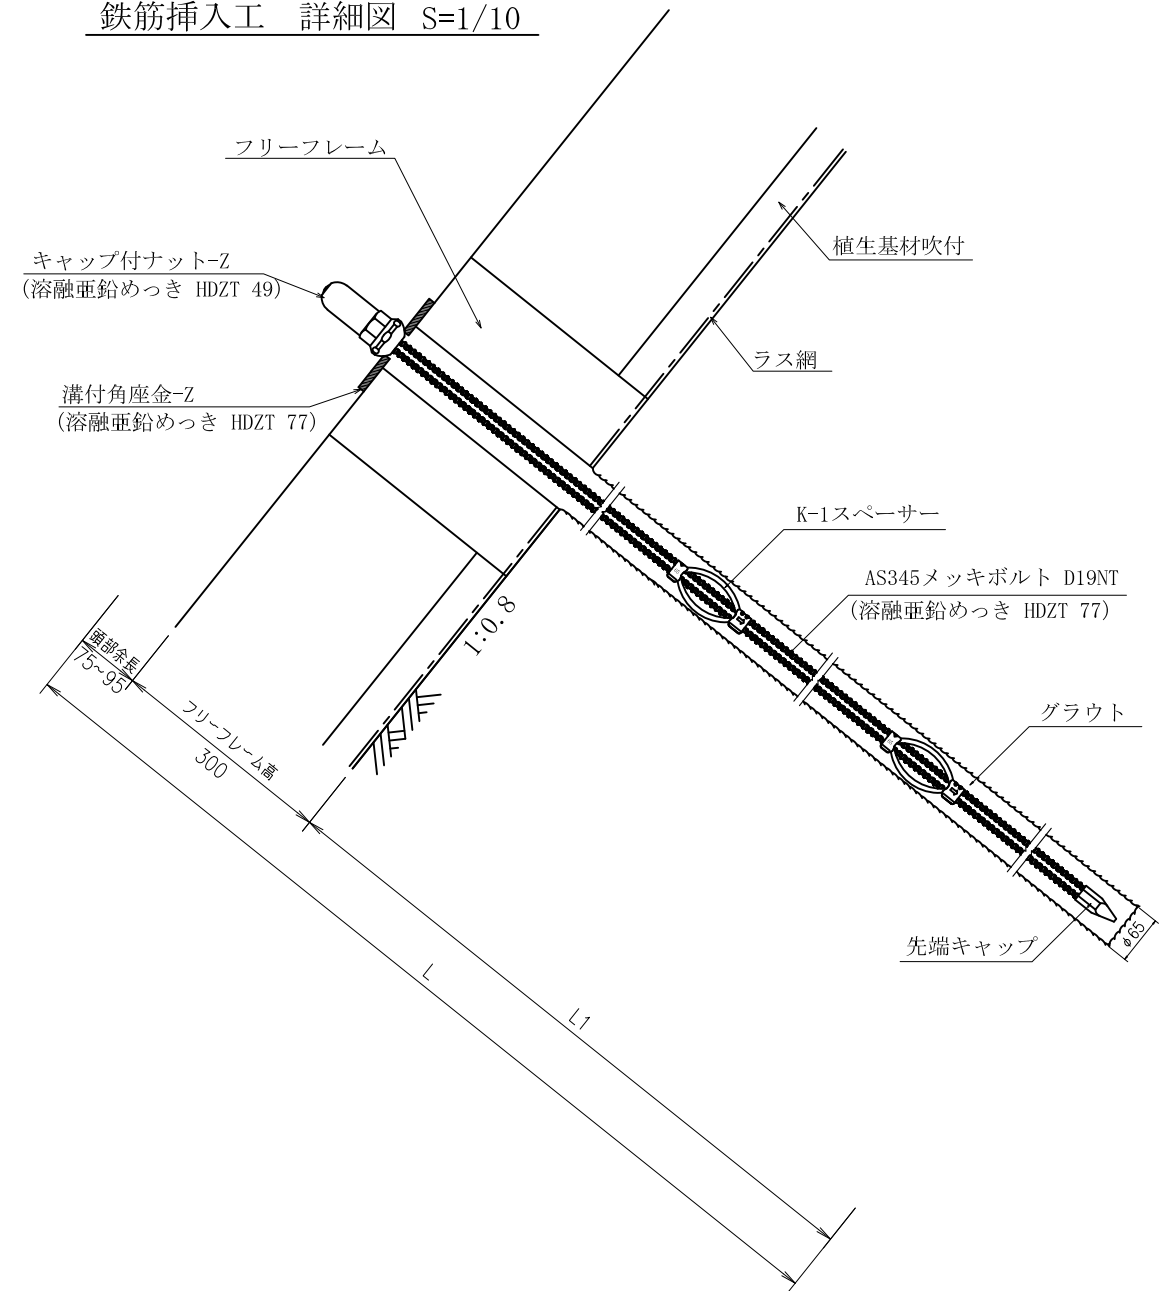 鉄筋挿入工　詳細図 S=1/10
フリーフレーム
植生基材吹付
キャップ付ナット-Z
(溶融亜鉛めっき HDZT 49)
ラス網
溝付角座金-Z
(溶融亜鉛めっき HDZT 77)
K-1スペーサー
AS345メッキボルト D19NT
(溶融亜鉛めっき HDZT 77)
1:0.8
頭部余長
75~95
フリーフレーム高
300
グラウト
先端キャップ
φ65
L
L1